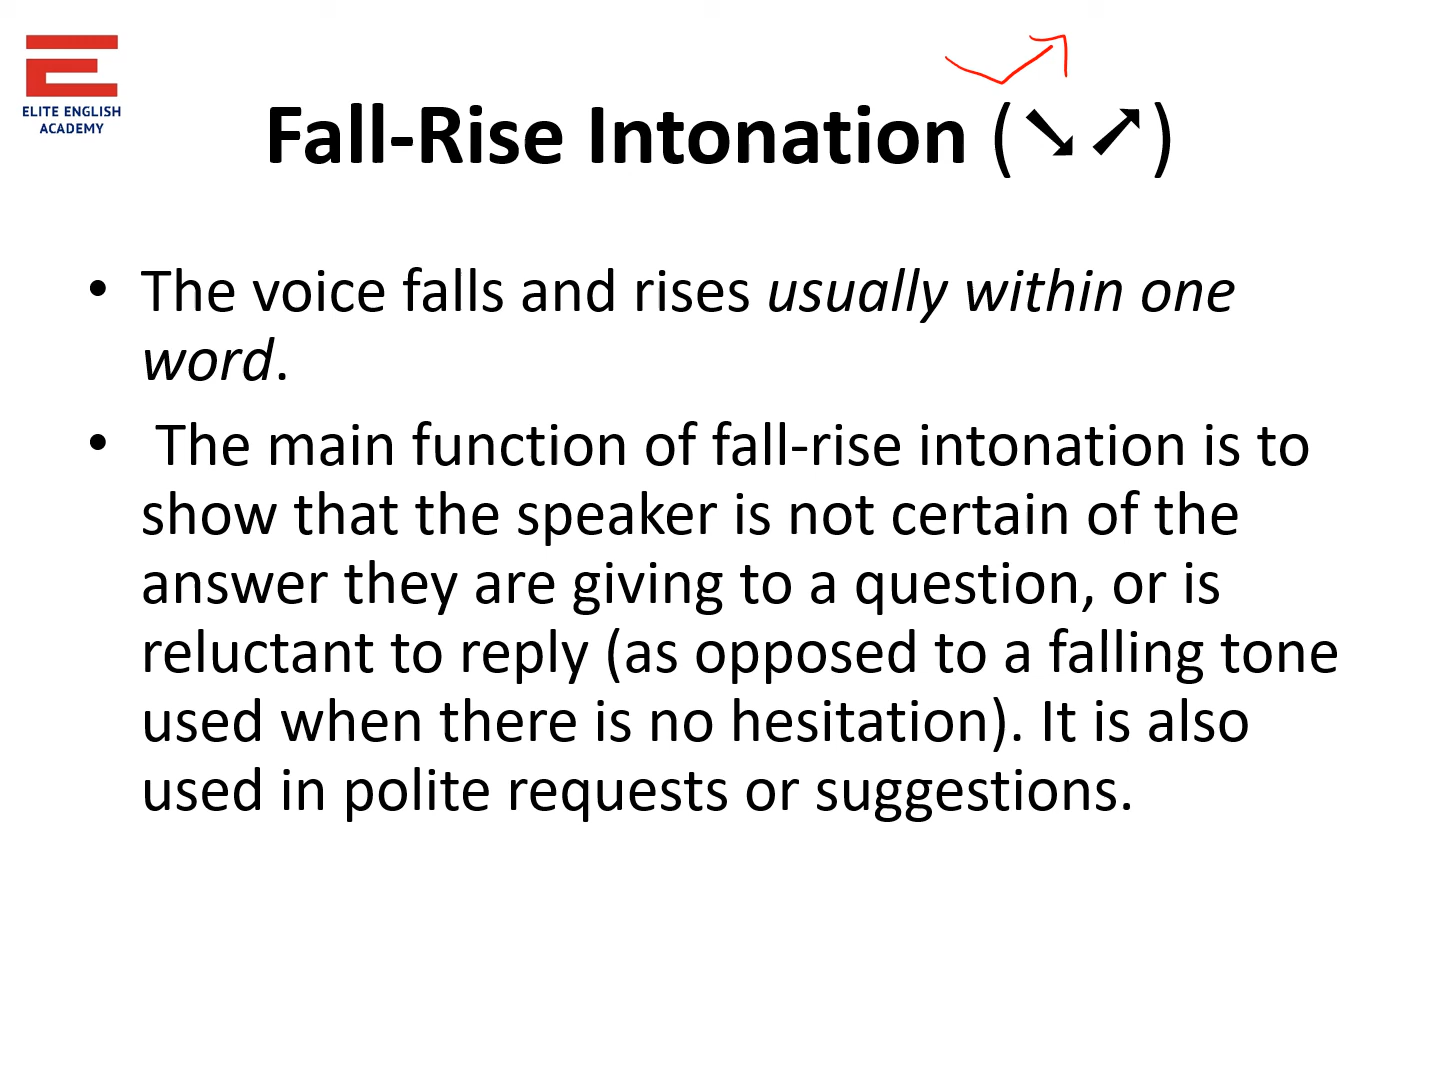 ELITE ENGLISH
ACADEMY
Fall-Rise Intonation (➘➚)
• The voice falls and rises usually within one
word.
• The main function of fall-rise intonation is to
show that the speaker is not certain of the
answer they are giving to a question, or is
reluctant to reply (as opposed to a falling tone
used when there is no hesitation). It is also
used in polite requests or suggestions.